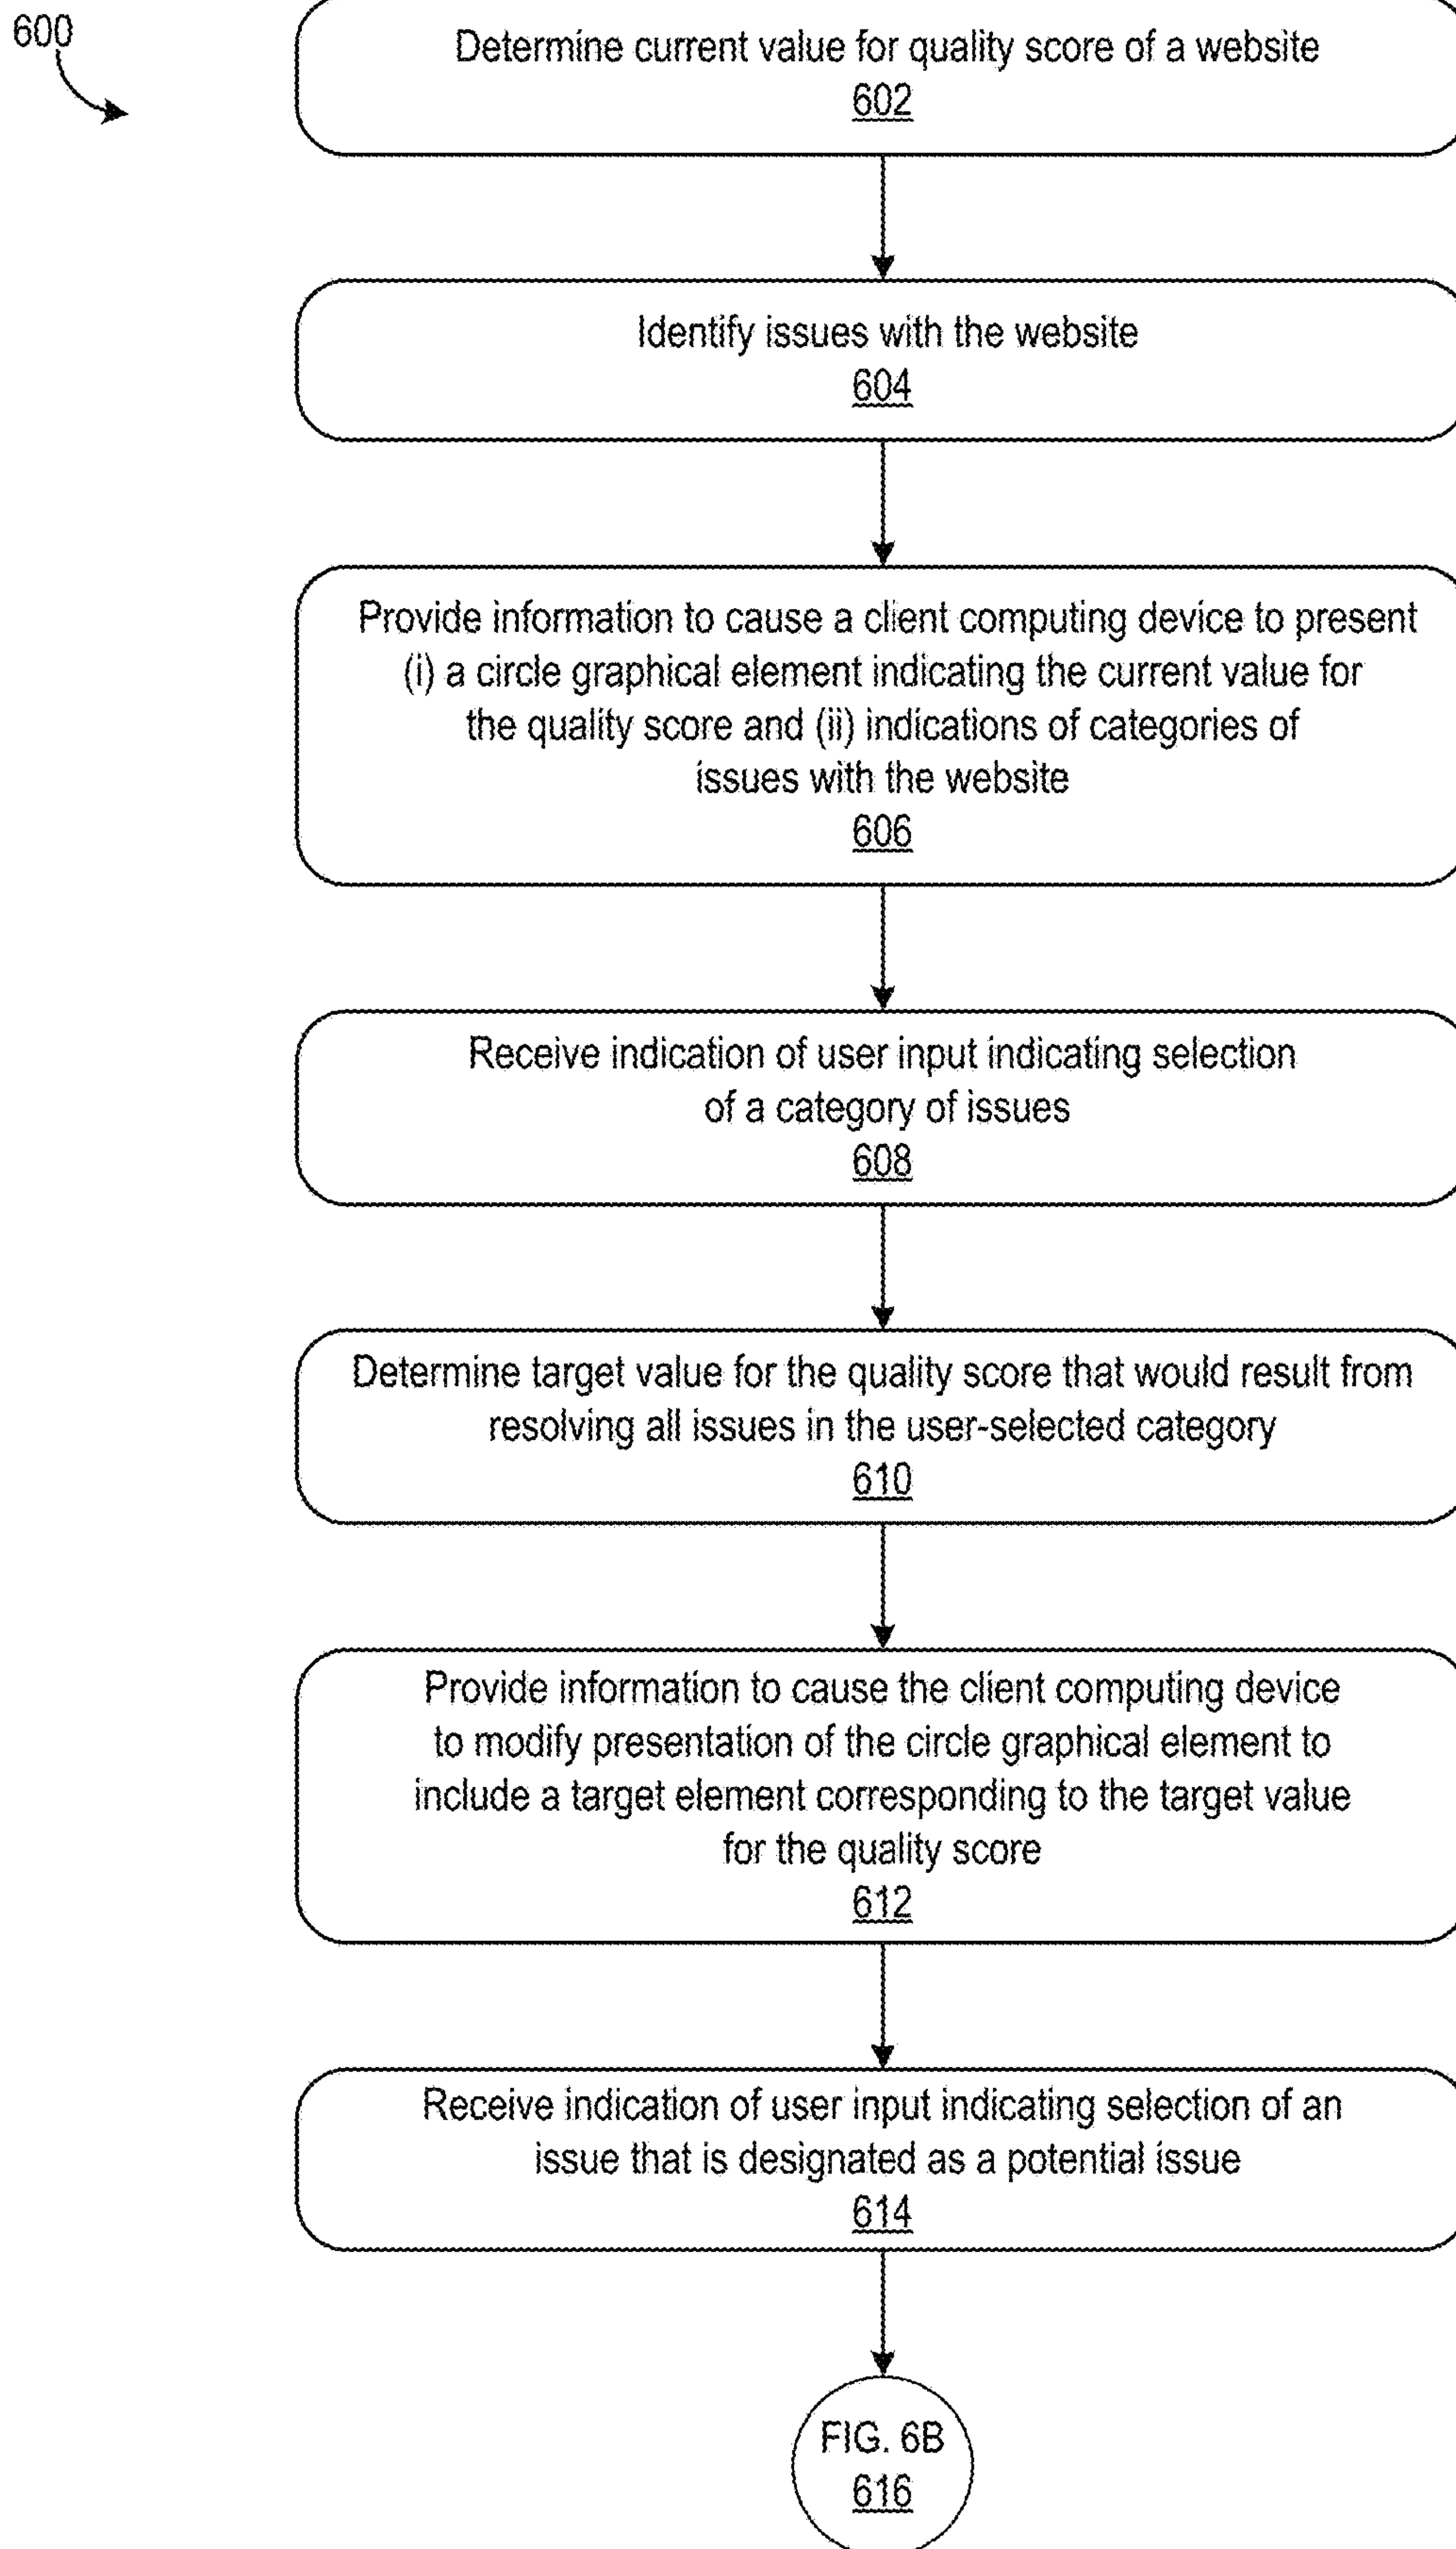 600
Determine current value for quality score of a website
602
Identify issues with the website
604
Provide information to cause a client computing device to present
(i) a circle graphical element indicating the current value for
the quality score and (ii) indications of categories of
issues with the website
606
Receive indication of user input indicating selection
of a category of issues
608
Determine target value for the quality score that would result from
resolving all issues in the user-selected category
610
Provide information to cause the client computing device
to modify presentation of the circle graphical element to
include a target element corresponding to the target value
for the quality score
612
Receive indication of user input indicating selection of an
issue that is designated as a potential issue
614
FIG. 6B
616